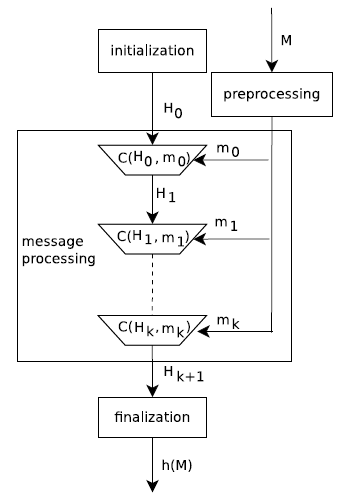 M
initialization
preprocessing
H0
C(H0, m0)
m0
H1
C(H1, m1)
m1
message
processing
C(Hk, mk)
mk
Hk+1
finalization
h(M)